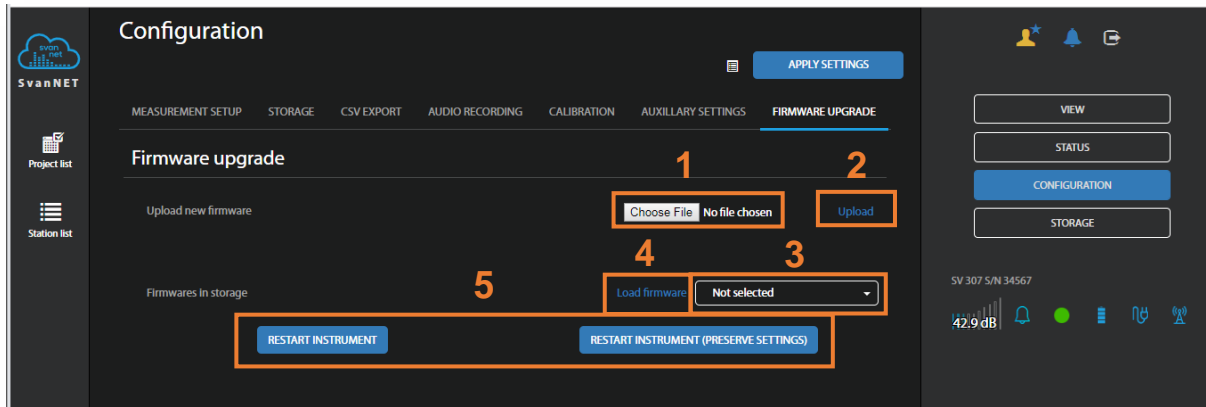 svan
net
SvanNET
Project list
Station list
Configuration
APPLY SETTINGS
MEASUREMENT SETUP STORAGE CSV EXPORT AUDIO RECORDING CALIBRATION AUXILLARY SETTINGS FIRMWARE UPGRADE
Firmware upgrade
1 2
Upload new firmware Choose File No file chosen Upload
4 3
5
Firmwares in storage Load firmware Not selected
RESTART INSTRUMENT RESTART INSTRUMENT (PRESERVE SETTINGS)
VIEW
STATUS
CONFIGURATION
STORAGE
SV 307 S/N 34567
42.9 dB